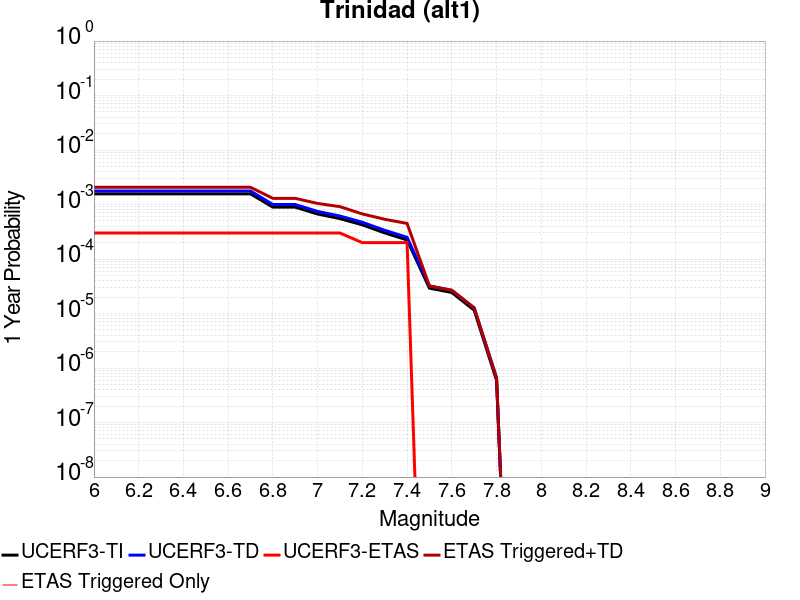 Trinidad (alt1)
10^0
10^-1
10^-2
10^-3
10^-4
10^-5
10^-6
10^-7
10^-8
1 Year Probability
6 6.2 6.4 6.6 6.8 7 7.2 7.4 7.6 7.8 8 8.2 8.4 8.6 8.8 9
Magnitude
UCERF3-TI UCERF3-TD UCERF3-ETAS ETAS Triggered+TD
ETAS Triggered Only